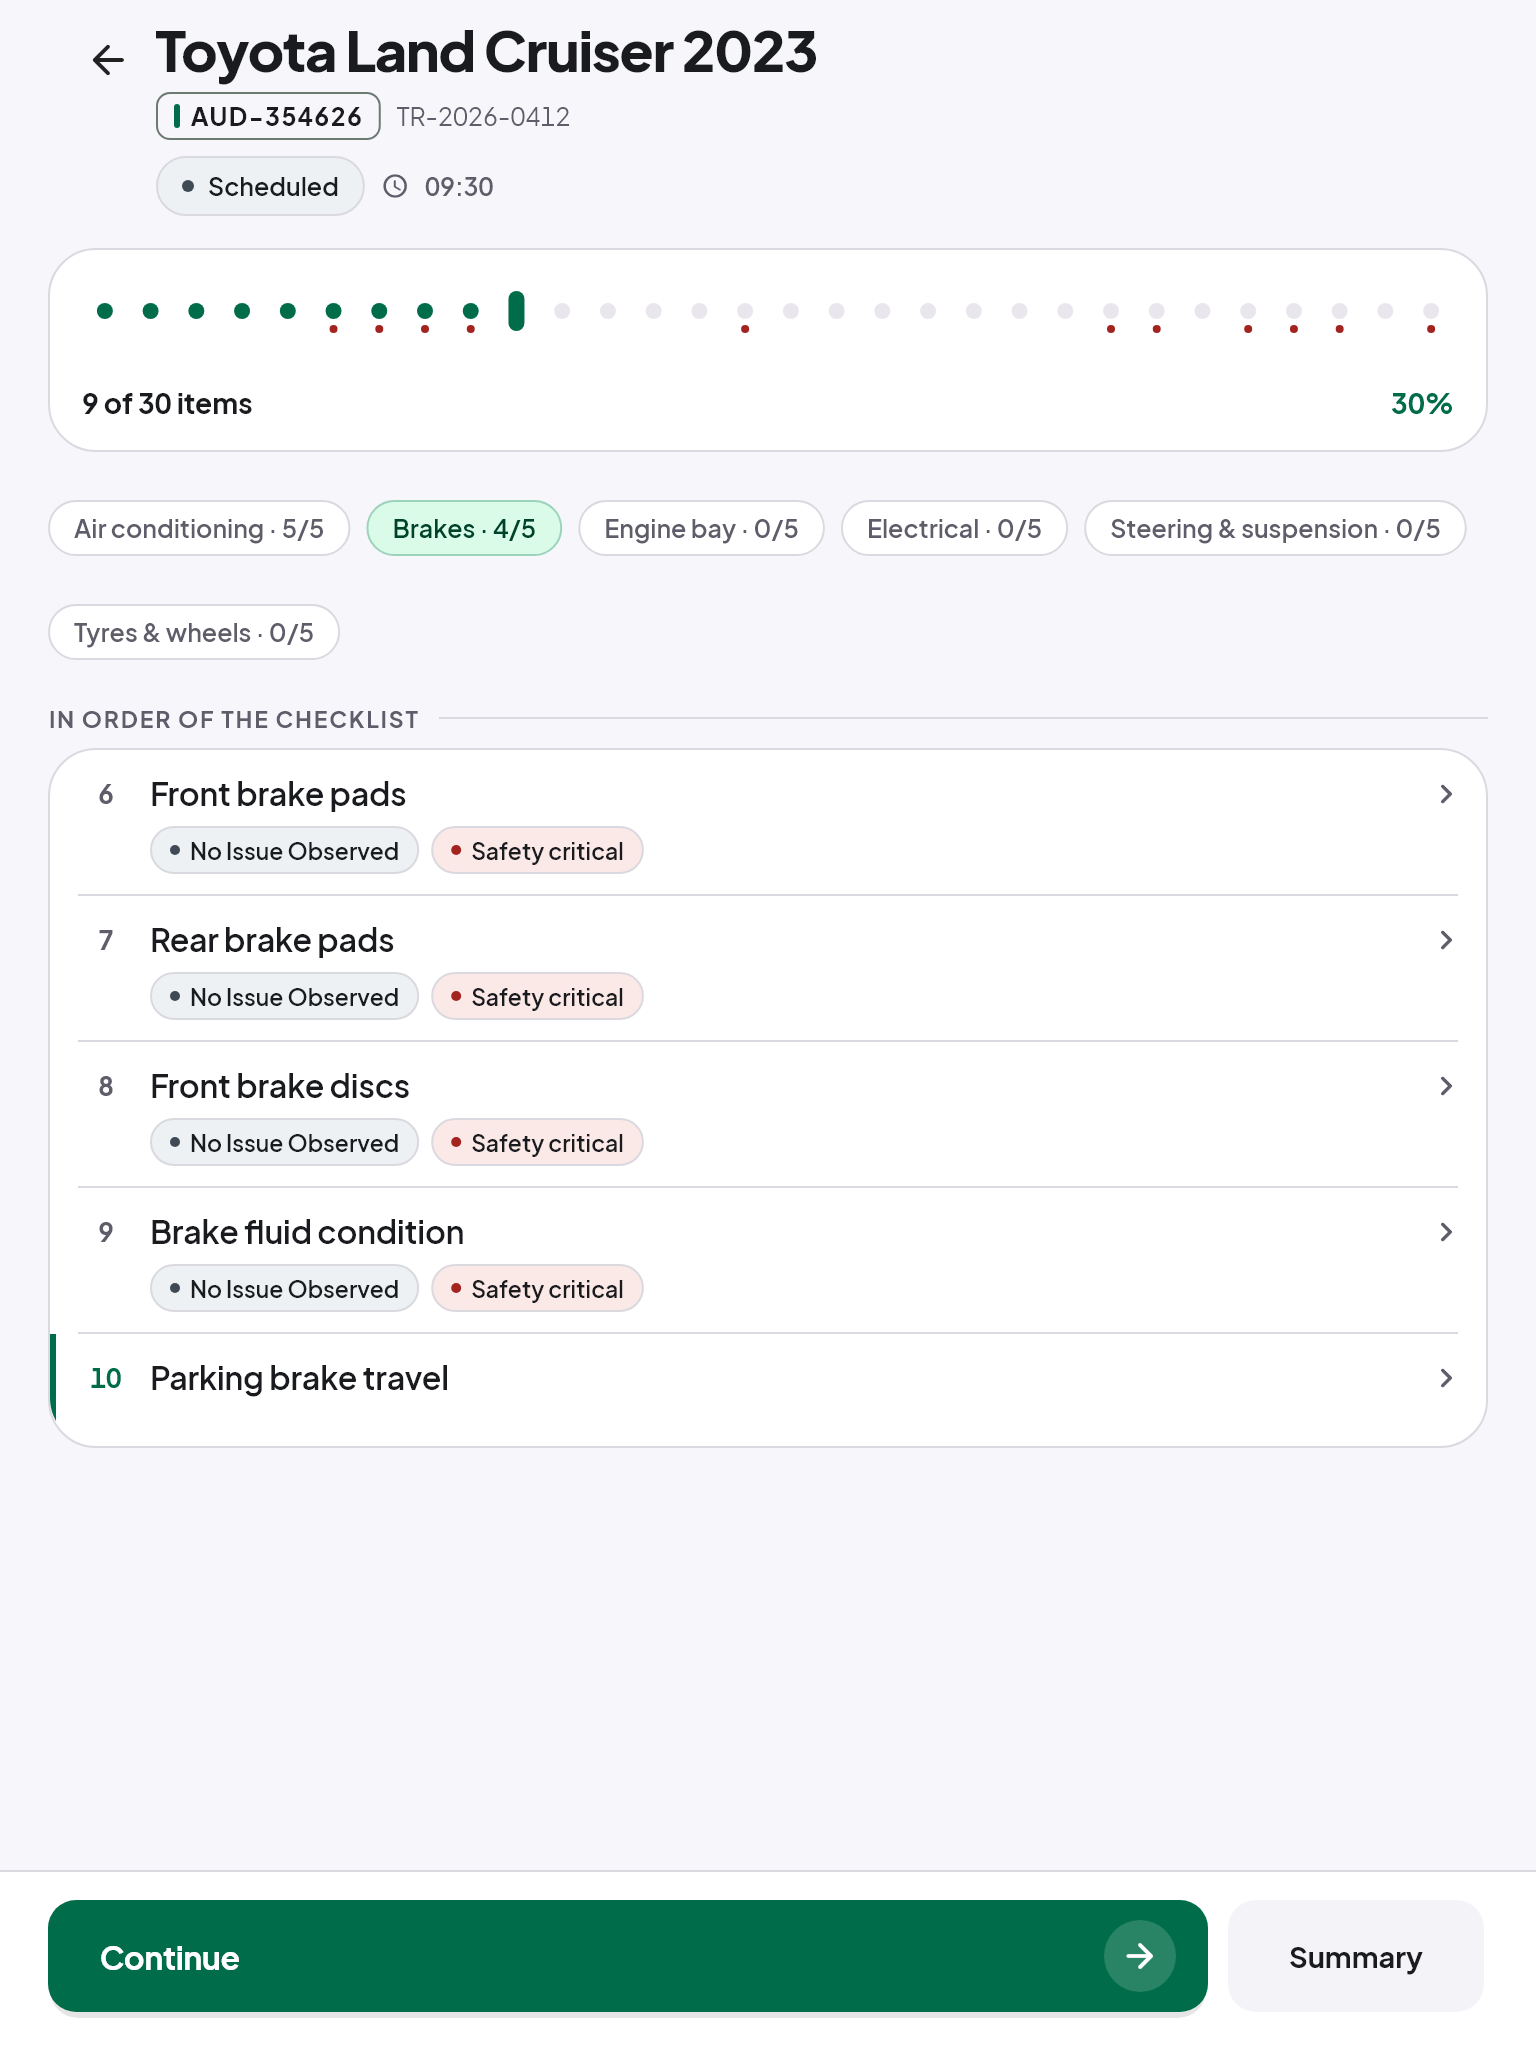 Toyota Land Cruiser 2023
AUD-354626 TR-2026-0412
Scheduled 09:30
9 of 30 items 30%
Air conditioning · 5/5 Brakes · 4/5 Engine bay · 0/5 Electrical · 0/5 Steering & suspension · 0/5
Tyres & wheels · 0/5
IN ORDER OF THE CHECKLIST
6 Front brake pads
No Issue Observed Safety critical
7 Rear brake pads
No Issue Observed Safety critical
8 Front brake discs
No Issue Observed Safety critical
9 Brake fluid condition
No Issue Observed Safety critical
10 Parking brake travel
Continue Summary